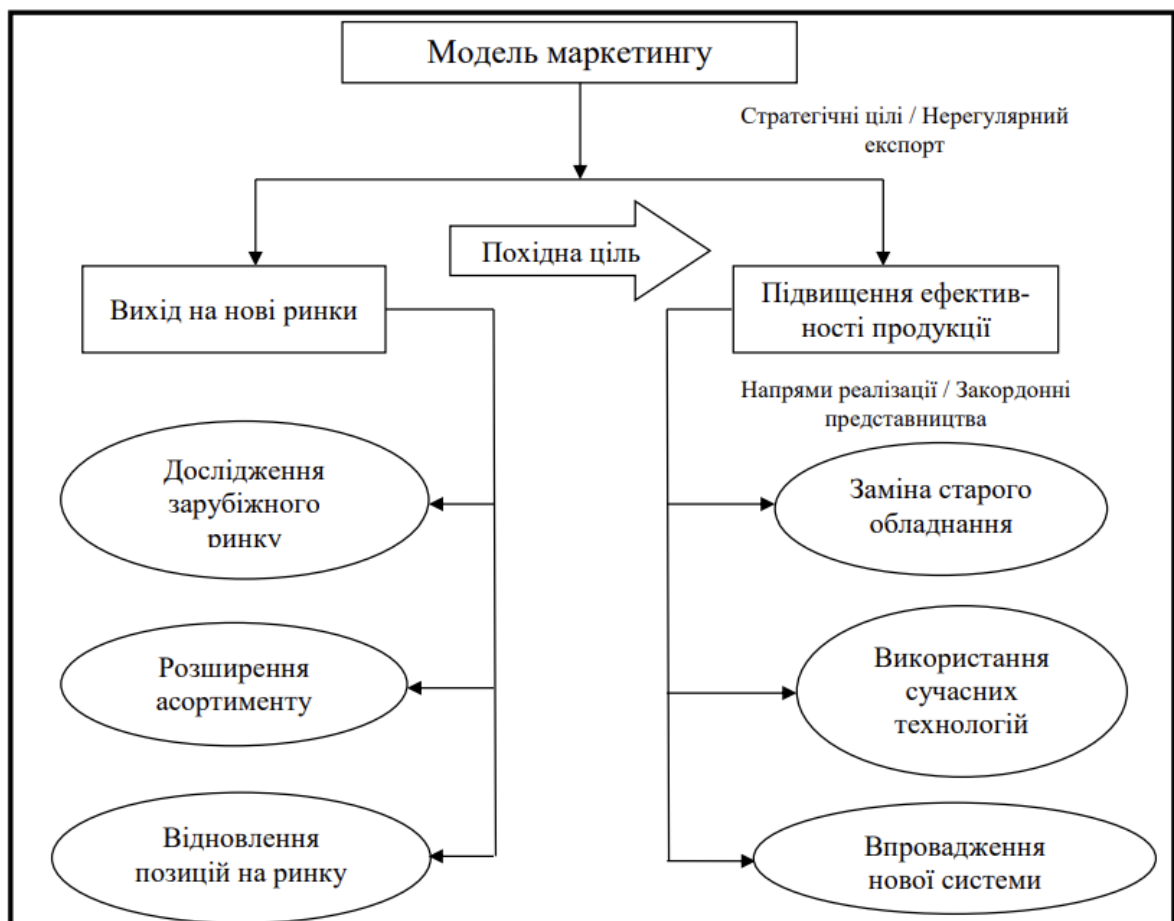 Модель маркетингу
Стратегічні цілі / Нерегулярний
експорт
Похідна ціль
Вихід на нові ринки
Підвищення ефектив-
ності продукції
Напрями реалізації / Закордонні
представництва
Дослідження
зарубіжного
ринку
Заміна старого
обладнання
Розширення
асортименту
Використання
сучасних
технологій
Відновлення
позицій на ринку
Впровадження
нової системи